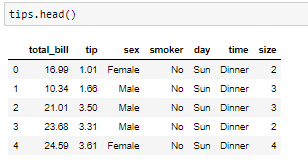 tips.head()
total_bill tip sex smoker day time size
0 16.99 1.01 Female No Sun Dinner 2
1 10.34 1.66 Male No Sun Dinner 3
2 21.01 3.50 Male No Sun Dinner 3
3 23.68 3.31 Male No Sun Dinner 2
4 24.59 3.61 Female No Sun Dinner 4